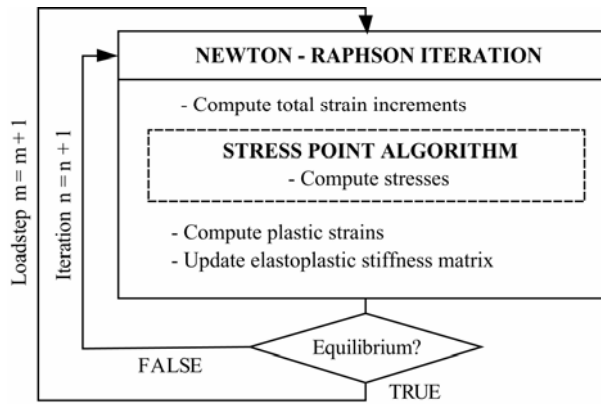 NEWTON - RAPHSON ITERATION
- Compute total strain increments
STRESS POINT ALGORITHM
- Compute stresses
- Compute plastic strains
- Update elastoplastic stiffness matrix
Loadstep m = m + 1
Iteration n = n + 1
Equilibrium?
FALSE
TRUE